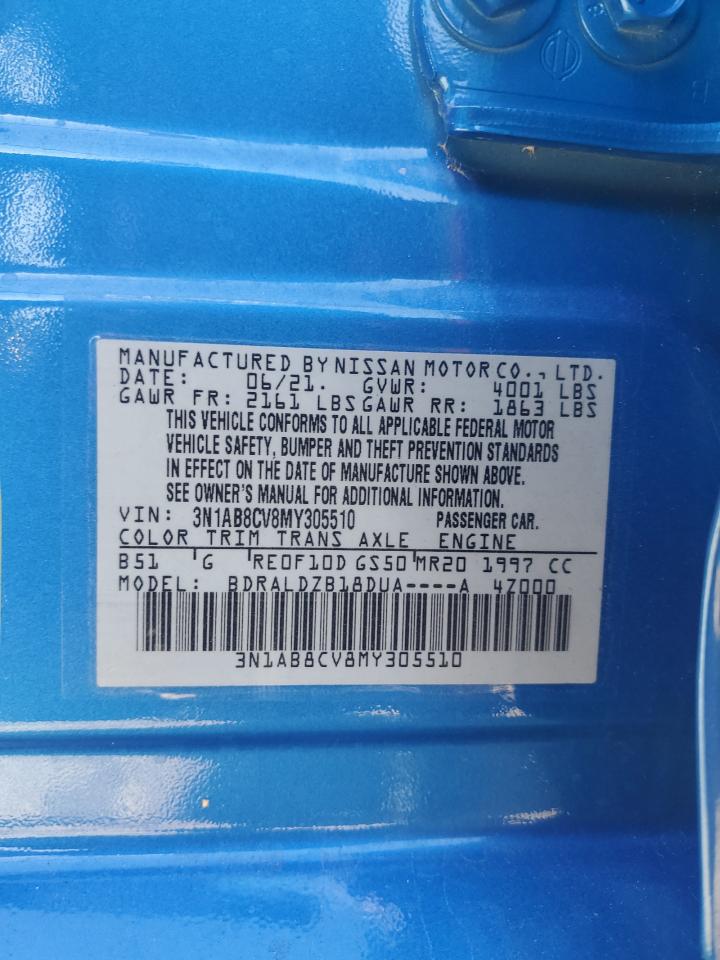 MANUFACTURED BY NISSAN MOTOR CO., LTD.
DATE: 06/21. GVWR: 4001 LBS
GAWR FR: 2161 LBS GAWR RR: 1863 LBS
THIS VEHICLE CONFORMS TO ALL APPLICABLE FEDERAL MOTOR
VEHICLE SAFETY, BUMPER AND THEFT PREVENTION STANDARDS
IN EFFECT ON THE DATE OF MANUFACTURE SHOWN ABOVE.
SEE OWNER'S MANUAL FOR ADDITIONAL INFORMATION.
VIN: 3N1AB8CV8MY305510 PASSENGER CAR.
COLOR TRIM TRANS AXLE ENGINE
B51 G RE0F10D GS50 MR20 1997 CC
MODEL: BDRALDZB18DUA----A 4Z000
3N1AB8CV8MY305510